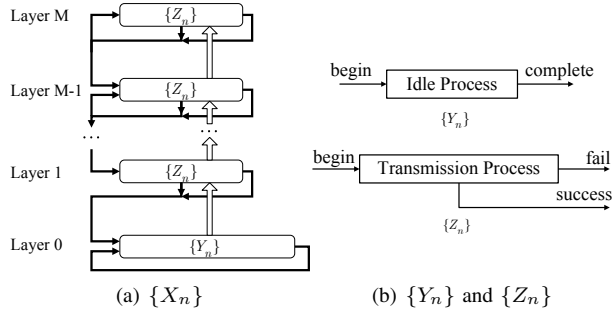 Layer M
{Z_n}
Layer M-1
{Z_n}
...
...
Layer 1
{Z_n}
Layer 0
{Y_n}
(a) {X_n}
begin
Idle Process
complete
{Y_n}
begin
Transmission Process
fail
success
{Z_n}
(b) {Y_n} and {Z_n}